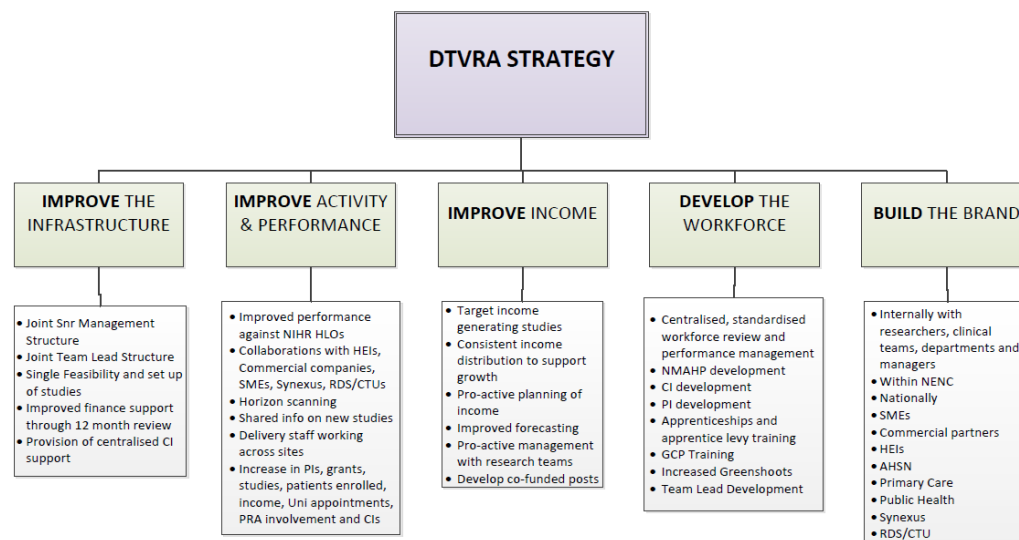 DTVRA STRATEGY
IMPROVE THE
INFRASTRUCTURE
• Joint Snr Management
Structure
• Joint Team Lead Structure
• Single Feasibility and set up
of studies
• Improved finance support
through 12 month review
• Provision of centralised CI
support
IMPROVE ACTIVITY
& PERFORMANCE
• Improved performance
against NIHR HLOs
• Collaborations with HEIs,
Commercial companies,
SMEs, Synexus, RDS/CTUs
• Horizon scanning
• Shared info on new studies
• Delivery staff working
across sites
• Increase in PIs, grants,
studies, patients enrolled,
income, Uni appointments,
PRA involvement and CIs
IMPROVE INCOME
• Target income
generating studies
• Consistent income
distribution to support
growth
• Pro-active planning of
income
• Improved forecasting
• Pro-active management
with research teams
• Develop co-funded posts
DEVELOP THE
WORKFORCE
• Centralised, standardised
workforce review and
performance management
• NMAHP development
• CI development
• PI development
• Apprenticeships and
apprentice levy training
• GCP Training
• Increased Greenshoots
• Team Lead Development
BUILD THE BRAND
• Internally with
researchers, clinical
teams, departments and
managers
• Within NENC
• Nationally
• SMEs
• Commercial partners
• HEIs
• AHSN
• Primary Care
• Public Health
• Synexus
• RDS/CTU